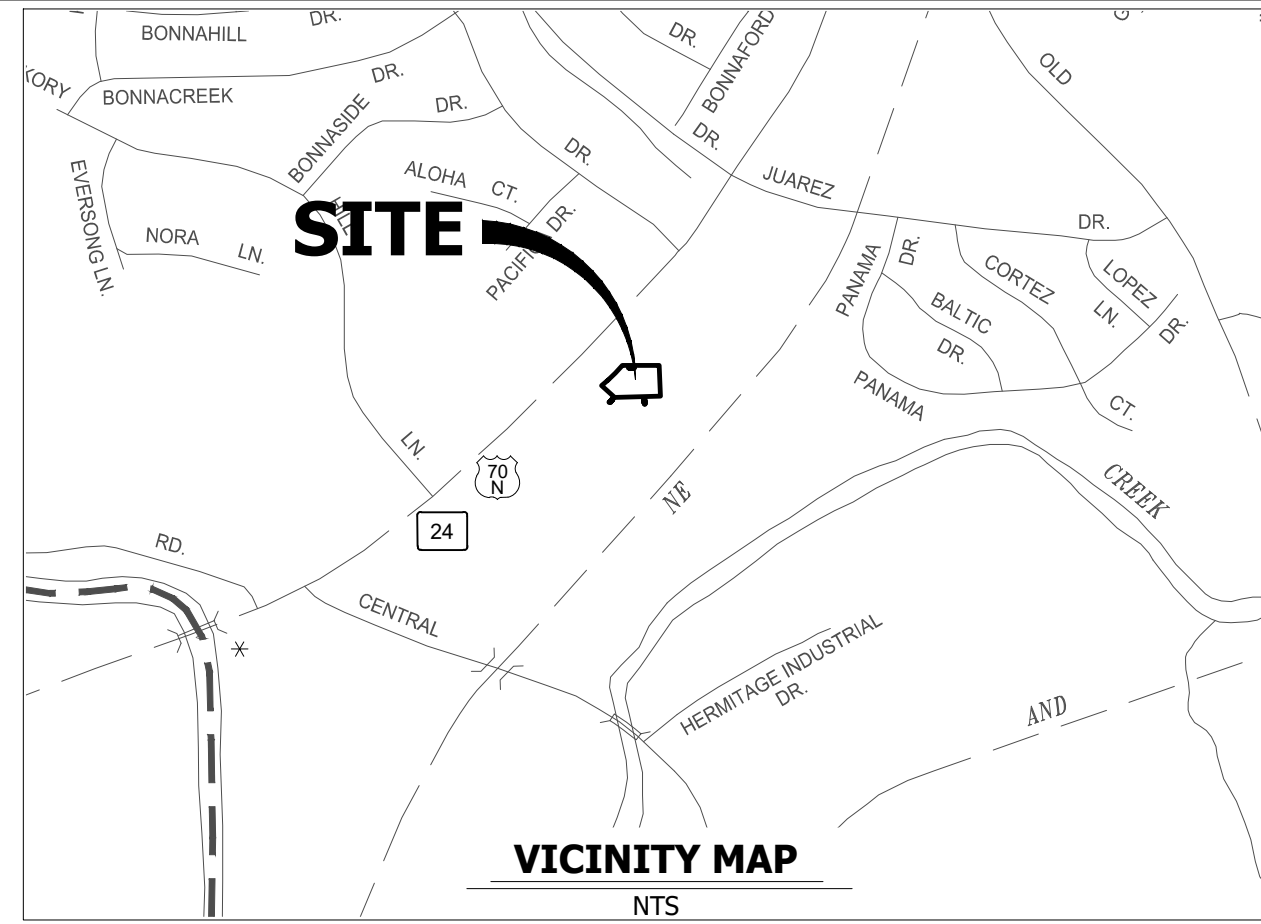 DR.
BONNAHILL
DR.
BONNAFORD
OLD
DR.
KORY
BONNACREEK
BONNASIDE
DR.
DR.
DR.
EVERSONG LN.
ALOHA
CT.
JUAREZ
HILL
SITE
NORA
LN.
PACIFIC
DR.
DR.
PANAMA
DR.
CORTEZ
LOPEZ
LN.
DR.
BALTIC
DR.
PANAMA
CT.
LN.
70
N
24
NE
CREEK
RD.
CENTRAL
HERMITAGE INDUSTRIAL
DR.
AND
VICINITY MAP
NTS